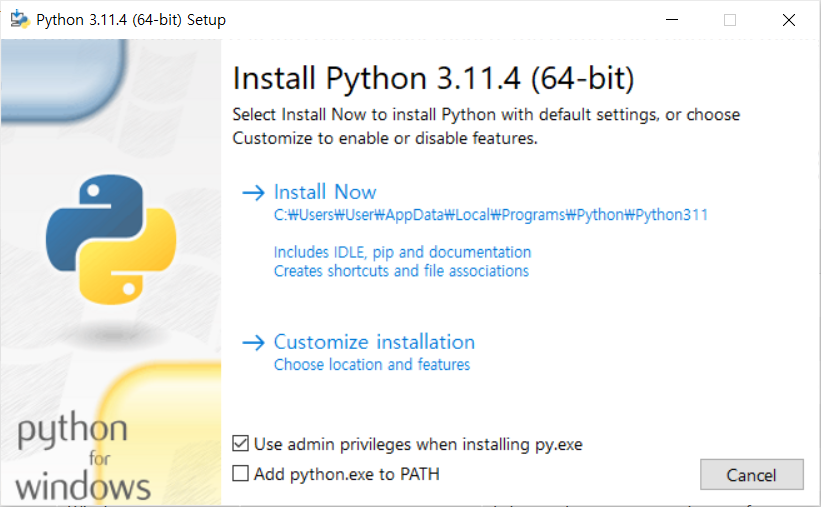 Python 3.11.4 (64-bit) Setup
Install Python 3.11.4 (64-bit)
Select Install Now to install Python with default settings, or choose
Customize to enable or disable features.
Install Now
C:₩Users₩User₩AppData₩Local₩Programs₩Python₩Python311
Includes IDLE, pip and documentation
Creates shortcuts and file associations
Customize installation
Choose location and features
python
for
windows
Use admin privileges when installing py.exe
Add python.exe to PATH
Cancel